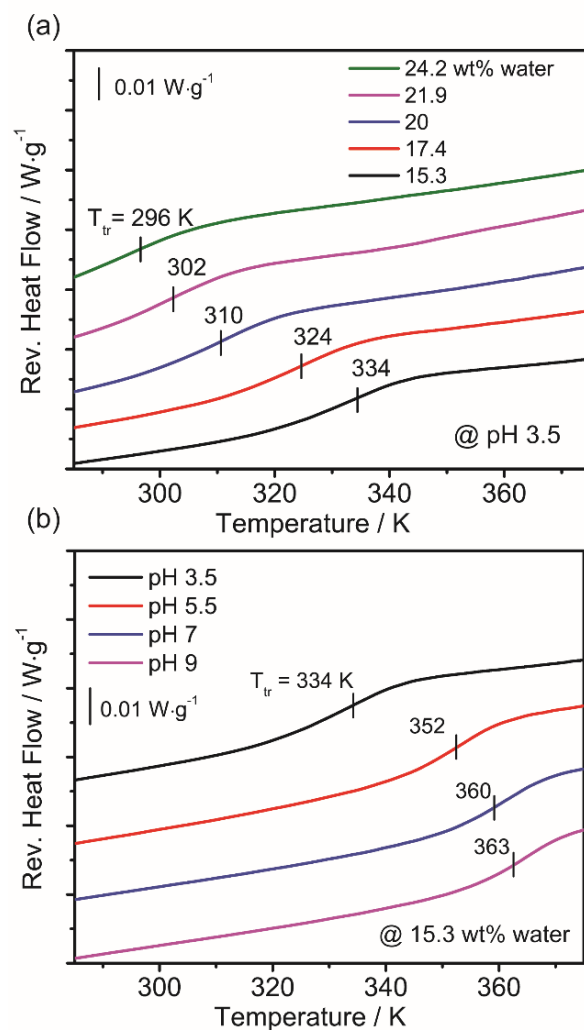 (a)
0.01 W·g⁻¹
24.2 wt% water
21.9
20
17.4
15.3
Tₜᵣ = 296 K
302
310
324
334
@ pH 3.5
Rev. Heat Flow / W·g⁻¹
300 320 340 360
Temperature / K
(b)
pH 3.5
pH 5.5
pH 7
pH 9
0.01 W·g⁻¹
Tₜᵣ = 334 K
352
360
363
@ 15.3 wt% water
Rev. Heat Flow / W·g⁻¹
300 320 340 360
Temperature / K